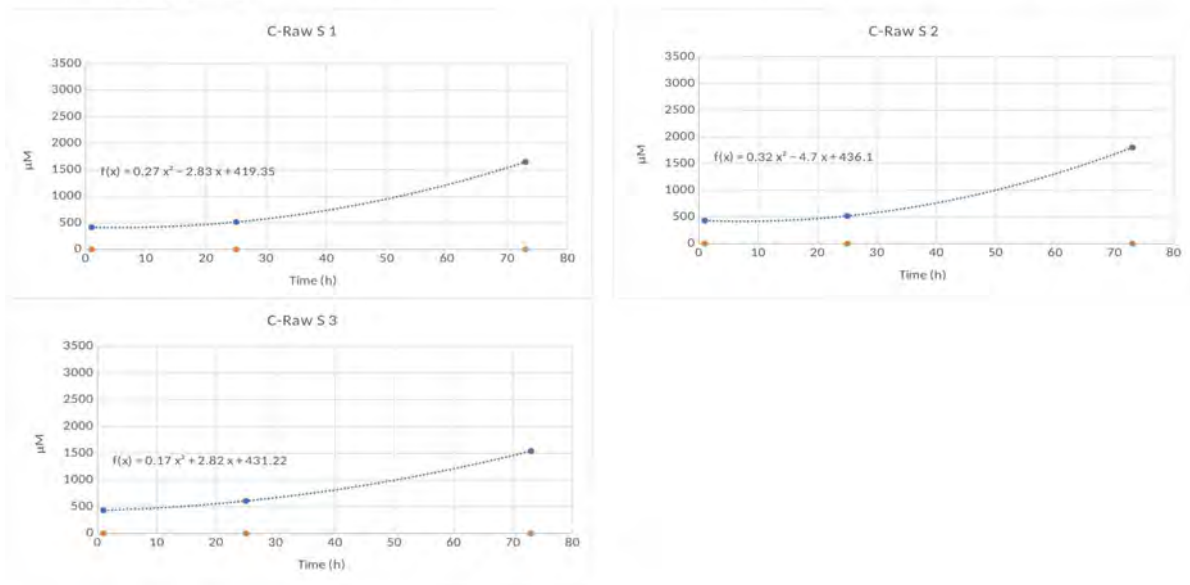 C-Raw S 1
3500
3000
2500
2000
1500
1000
500
0
µM
f(x) = 0.27 x² − 2.83 x + 419.35
0 10 20 30 40 50 60 70 80
Time (h)
C-Raw S 2
3500
3000
2500
2000
1500
1000
500
0
µM
f(x) = 0.32 x² − 4.7 x + 436.1
0 10 20 30 40 50 60 70 80
Time (h)
C-Raw S 3
3500
3000
2500
2000
1500
1000
500
0
µM
f(x) = 0.17 x² + 2.82 x + 431.22
0 10 20 30 40 50 60 70 80
Time (h)